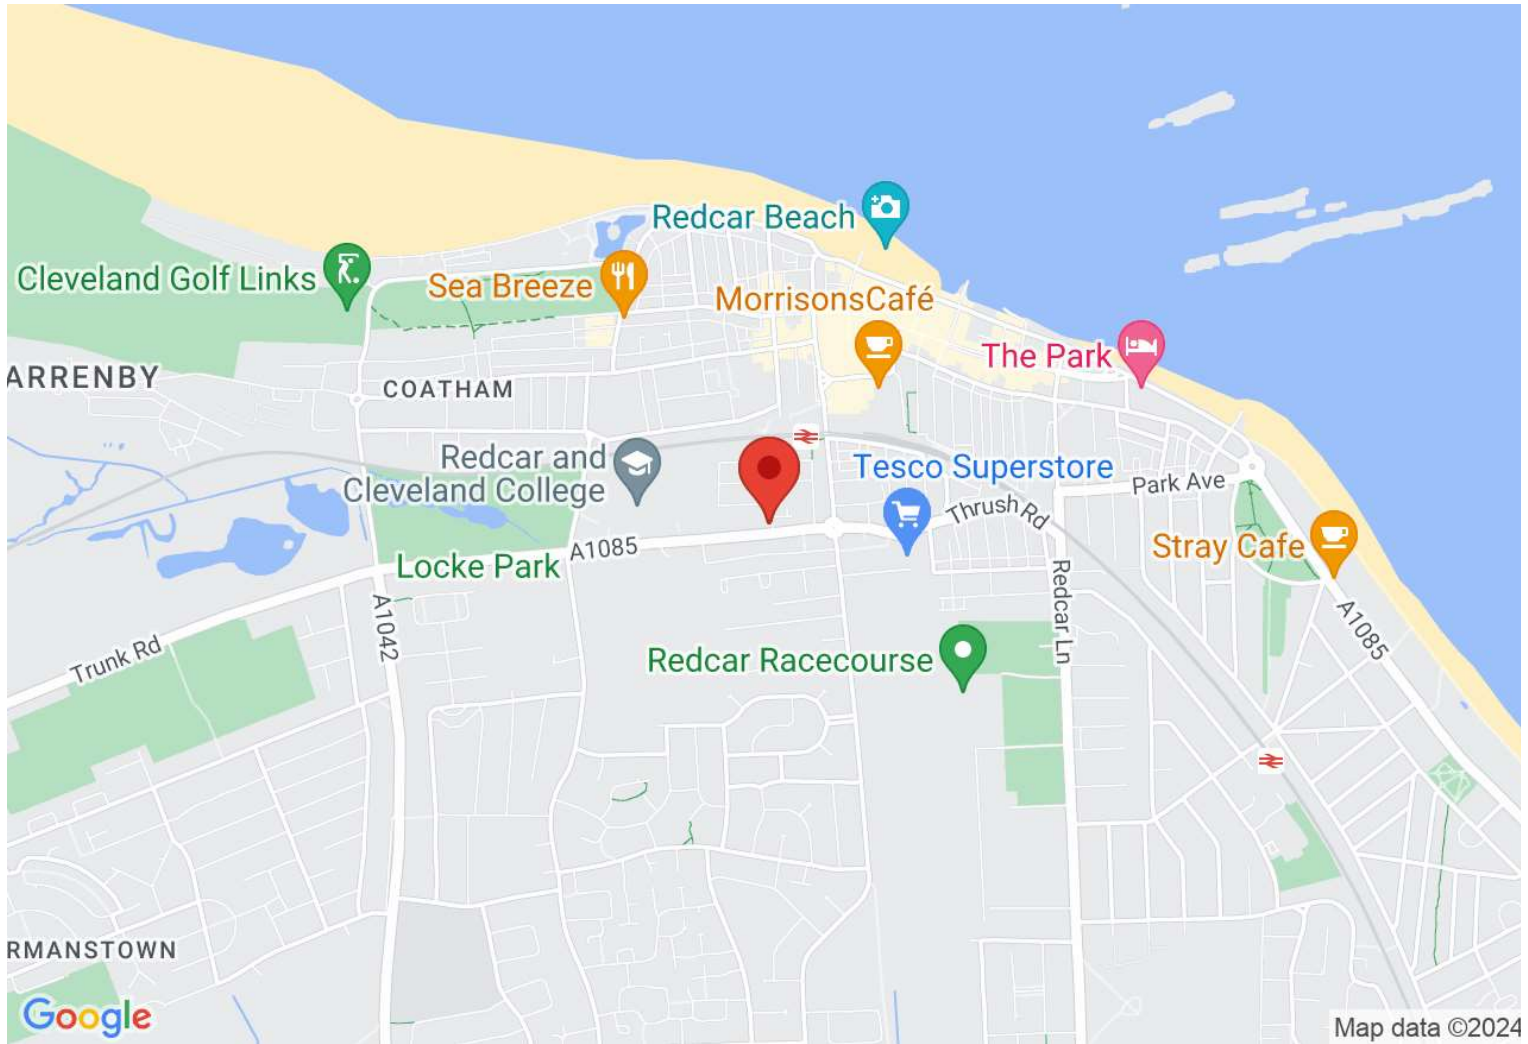 Redcar Beach
Cleveland Golf Links
Sea Breeze
MorrisonsCafé
The Park
ARRENBY
COATHAM
Redcar and
Cleveland College
Tesco Superstore
Park Ave
Thrush Rd
Stray Cafe
A1085
Locke Park
Redcar Ln
A1042
A1085
Trunk Rd
Redcar Racecourse
RMANSTOWN
Google
Map data ©2024